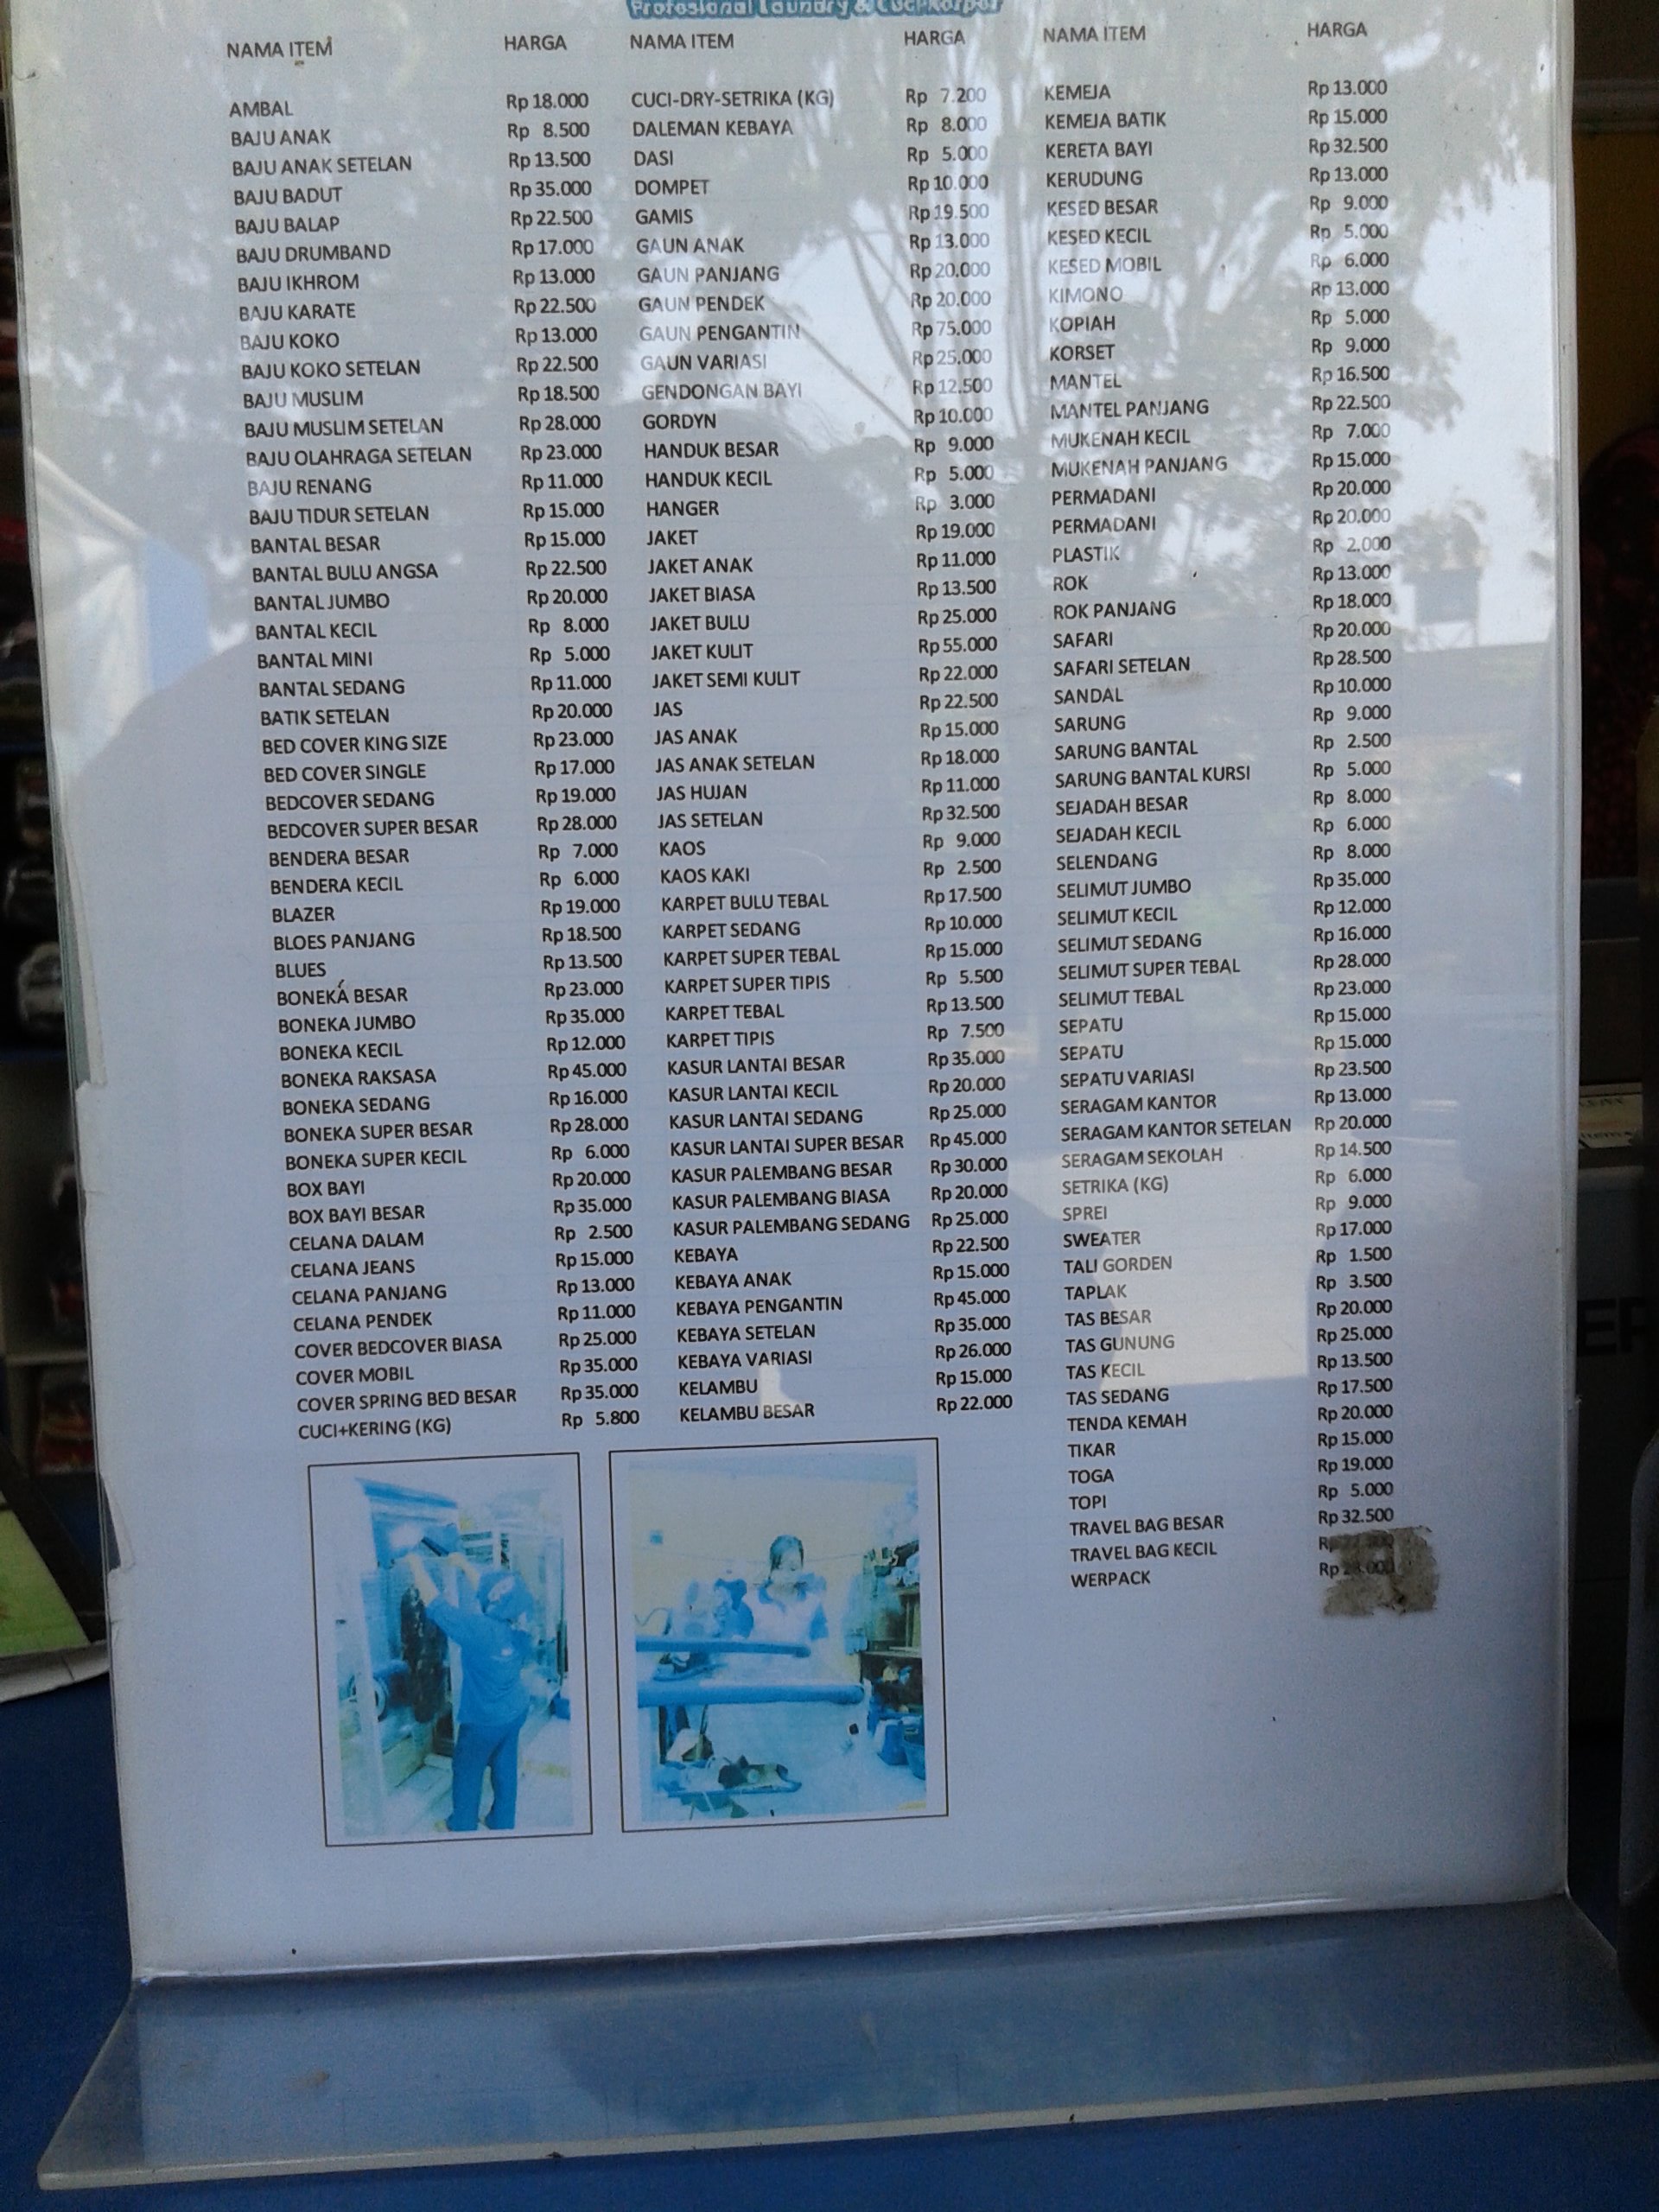 Profesional Laundry &
NAMA ITEM HARGA
AMBAL Rp 18.000
BAJU ANAK Rp 8.500
BAJU ANAK SETELAN Rp 13.500
BAJU BADUT Rp 35.000
BAJU BALAP Rp 22.500
BAJU DRUMBAND Rp 17.000
BAJU IKHROM Rp 13.000
BAJU KARATE Rp 22.500
BAJU KOKO Rp 13.000
BAJU KOKO SETELAN Rp 22.500
BAJU MUSLIM Rp 18.500
BAJU MUSLIM SETELAN Rp 28.000
BAJU OLAHRAGA SETELAN Rp 23.000
BAJU RENANG Rp 11.000
BAJU TIDUR SETELAN Rp 15.000
BANTAL BESAR Rp 15.000
BANTAL BULU ANGSA Rp 22.500
BANTAL JUMBO Rp 20.000
BANTAL KECIL Rp 8.000
BANTAL MINI Rp 5.000
BANTAL SEDANG Rp 11.000
BATIK SETELAN Rp 20.000
BED COVER KING SIZE Rp 23.000
BED COVER SINGLE Rp 17.000
BEDCOVER SEDANG Rp 19.000
BEDCOVER SUPER BESAR Rp 28.000
BENDERA BESAR Rp 7.000
BENDERA KECIL Rp 6.000
BLAZER Rp 19.000
BLOES PANJANG Rp 18.500
BLUES Rp 13.500
BONEKA BESAR Rp 23.000
BONEKA JUMBO Rp 35.000
BONEKA KECIL Rp 12.000
BONEKA RAKSASA Rp 45.000
BONEKA SEDANG Rp 16.000
BONEKA SUPER BESAR Rp 28.000
BONEKA SUPER KECIL Rp 6.000
BOX BAYI Rp 20.000
BOX BAYI BESAR Rp 35.000
CELANA DALAM Rp 2.500
CELANA JEANS Rp 15.000
CELANA PANJANG Rp 13.000
CELANA PENDEK Rp 11.000
COVER BEDCOVER BIASA Rp 25.000
COVER MOBIL Rp 35.000
COVER SPRING BED BESAR Rp 35.000
CUCI+KERING (KG) Rp 5.800
NAMA ITEM HARGA
CUCI-DRY-SETRIKA (KG) Rp 7.200
DALEMAN KEBAYA Rp 8.000
DASI Rp 5.000
DOMPET Rp 10.000
GAMIS Rp 19.500
GAUN ANAK Rp 13.000
GAUN PANJANG Rp 20.000
GAUN PENDEK Rp 20.000
GAUN PENGANTIN Rp 75.000
GAUN VARIASI Rp 25.000
GENDONGAN BAYI Rp 12.500
GORDYN Rp 10.000
HANDUK BESAR Rp 9.000
HANDUK KECIL Rp 5.000
HANGER Rp 3.000
JAKET Rp 19.000
JAKET ANAK Rp 11.000
JAKET BIASA Rp 13.500
JAKET BULU Rp 25.000
JAKET KULIT Rp 55.000
JAKET SEMI KULIT Rp 22.000
JAS Rp 22.500
JAS ANAK Rp 15.000
JAS ANAK SETELAN Rp 18.000
JAS HUJAN Rp 11.000
JAS SETELAN Rp 32.500
KAOS Rp 9.000
KAOS KAKI Rp 2.500
KARPET BULU TEBAL Rp 17.500
KARPET SEDANG Rp 10.000
KARPET SUPER TEBAL Rp 15.000
KARPET SUPER TIPIS Rp 5.500
KARPET TEBAL Rp 13.500
KARPET TIPIS Rp 7.500
KASUR LANTAI BESAR Rp 35.000
KASUR LANTAI KECIL Rp 20.000
KASUR LANTAI SEDANG Rp 25.000
KASUR LANTAI SUPER BESAR Rp 45.000
KASUR PALEMBANG BESAR Rp 30.000
KASUR PALEMBANG BIASA Rp 20.000
KASUR PALEMBANG SEDANG Rp 25.000
KEBAYA Rp 22.500
KEBAYA ANAK Rp 15.000
KEBAYA PENGANTIN Rp 45.000
KEBAYA SETELAN Rp 35.000
KEBAYA VARIASI Rp 26.000
KELAMBU Rp 15.000
KELAMBU BESAR Rp 22.000
NAMA ITEM HARGA
KEMEJA Rp 13.000
KEMEJA BATIK Rp 15.000
KERETA BAYI Rp 32.500
KERUDUNG Rp 13.000
KESED BESAR Rp 9.000
KESED KECIL Rp 5.000
KESED MOBIL Rp 6.000
KIMONO Rp 13.000
KOPIAH Rp 5.000
KORSET Rp 9.000
MANTEL Rp 16.500
MANTEL PANJANG Rp 22.500
MUKENAH KECIL Rp 7.000
MUKENAH PANJANG Rp 15.000
PERMADANI Rp 20.000
PERMADANI Rp 20.000
PLASTIK Rp 2.000
ROK Rp 13.000
ROK PANJANG Rp 18.000
SAFARI Rp 20.000
SAFARI SETELAN Rp 28.500
SANDAL Rp 10.000
SARUNG Rp 9.000
SARUNG BANTAL Rp 2.500
SARUNG BANTAL KURSI Rp 5.000
SEJADAH BESAR Rp 8.000
SEJADAH KECIL Rp 6.000
SELENDANG Rp 8.000
SELIMUT JUMBO Rp 35.000
SELIMUT KECIL Rp 12.000
SELIMUT SEDANG Rp 16.000
SELIMUT SUPER TEBAL Rp 28.000
SELIMUT TEBAL Rp 23.000
SEPATU Rp 15.000
SEPATU Rp 15.000
SEPATU VARIASI Rp 23.500
SERAGAM KANTOR Rp 13.000
SERAGAM KANTOR SETELAN Rp 20.000
SERAGAM SEKOLAH Rp 14.500
SETRIKA (KG) Rp 6.000
SPREI Rp 9.000
SWEATER Rp 17.000
TALI GORDEN Rp 1.500
TAPLAK Rp 3.500
TAS BESAR Rp 20.000
TAS GUNUNG Rp 25.000
TAS KECIL Rp 13.500
TAS SEDANG Rp 17.500
TENDA KEMAH Rp 20.000
TIKAR Rp 15.000
TOGA Rp 19.000
TOPI Rp 5.000
TRAVEL BAG BESAR Rp 32.500
TRAVEL BAG KECIL
WERPACK Rp